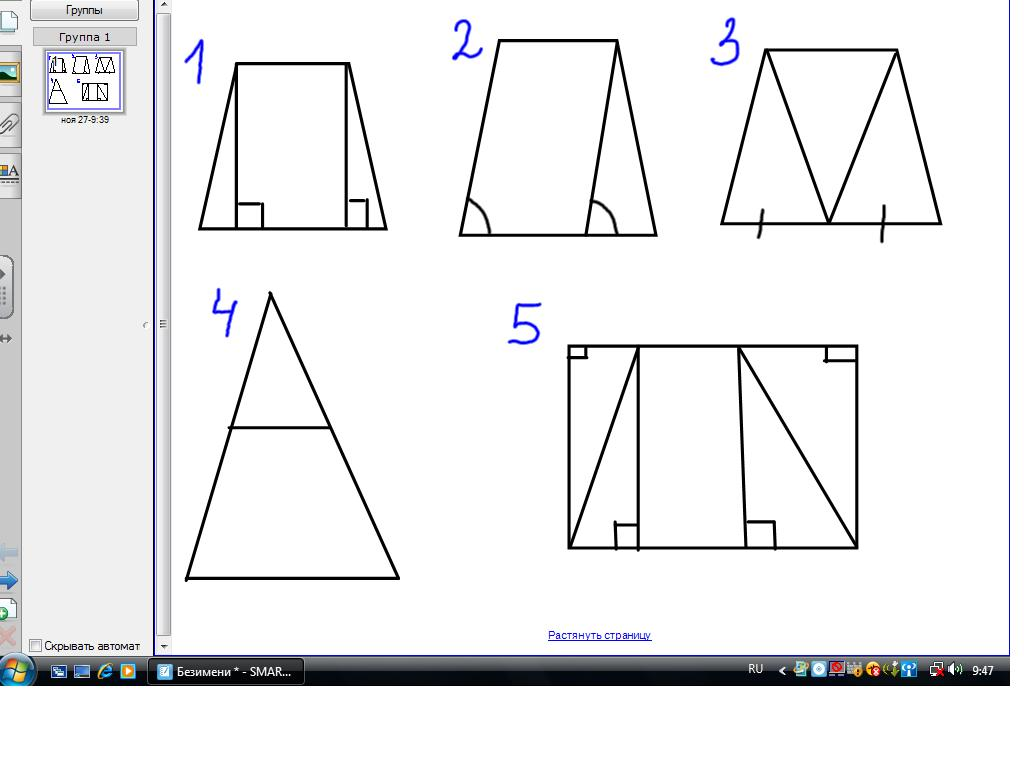 Группы
Группа 1
ноя 27-9:39
1
2
3
4
5
Растянуть страницу
Скрывать автомат
Безимени * - SMAR...
RU
9:47